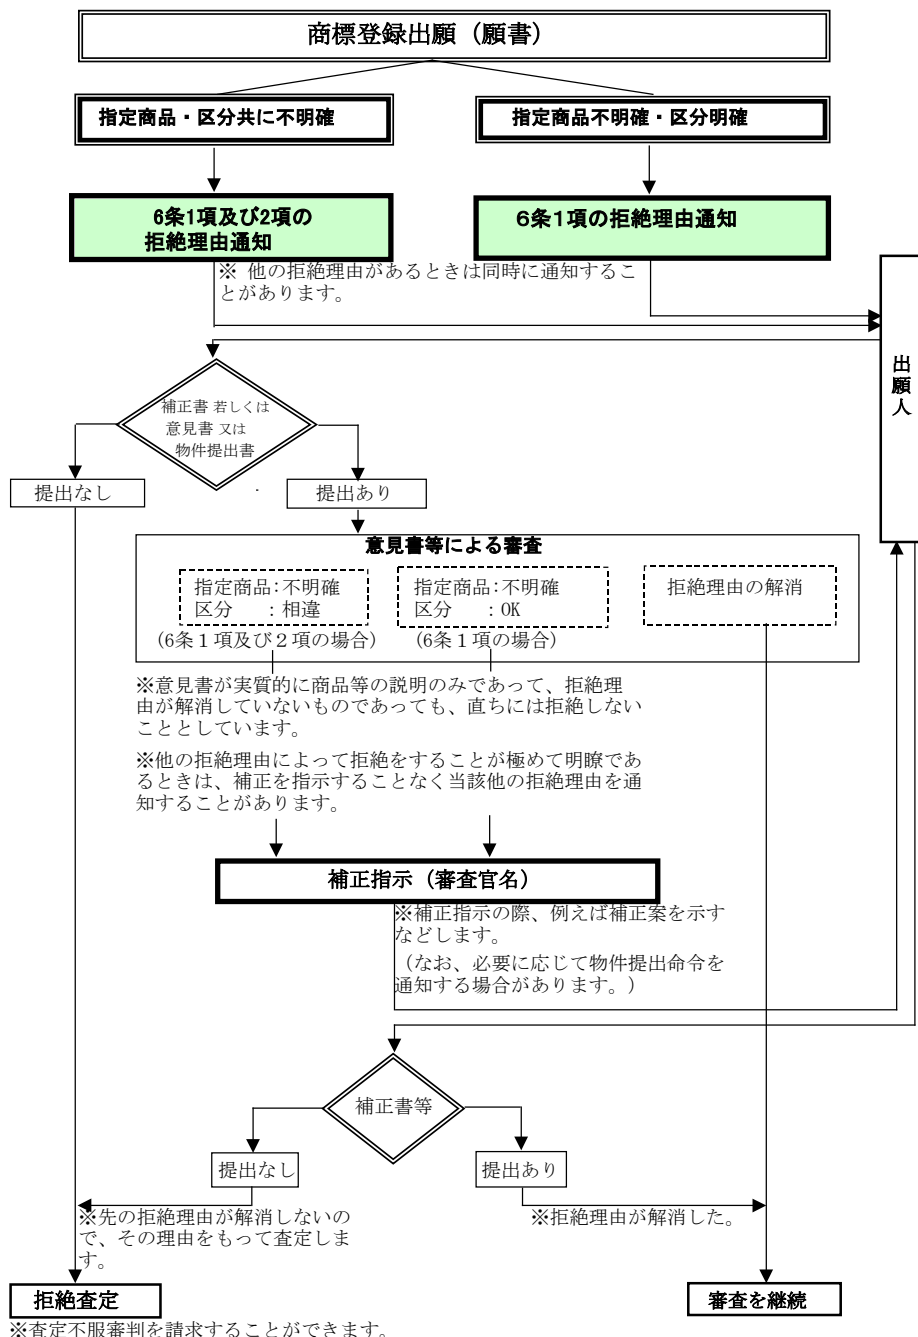 商標登録出願（願書）
指定商品・区分共に不明確
指定商品不明確・区分明確
6条1項及び2項の
拒絶理由通知
６条１項の拒絶理由通知
※ 他の拒絶理由があるときは同時に通知するこ
とがあります。
出
願
人
補正書 若しくは
意見書 又は
物件提出書
提出なし
提出あり
意見書等による審査
指定商品:不明確
区分　　:相違
(6条１項及び２項の場合)
指定商品:不明確
区分　　:OK
(6条１項の場合)
拒絶理由の解消
※意見書が実質的に商品等の説明のみであって、拒絶理
由が解消していないものであっても、直ちには拒絶しない
こととしています。
※他の拒絶理由によって拒絶をすることが極めて明瞭であ
るときは、補正を指示することなく当該他の拒絶理由を通
知することがあります。
補正指示（審査官名）
※補正指示の際、例えば補正案を示す
などします。
（なお、必要に応じて物件提出命令を
通知する場合があります。）
補正書等
提出なし
提出あり
※先の拒絶理由が解消しないの
で、その理由をもって査定しま
す。
※拒絶理由が解消した。
拒絶査定
審査を継続
※査定不服審判を請求することができます。